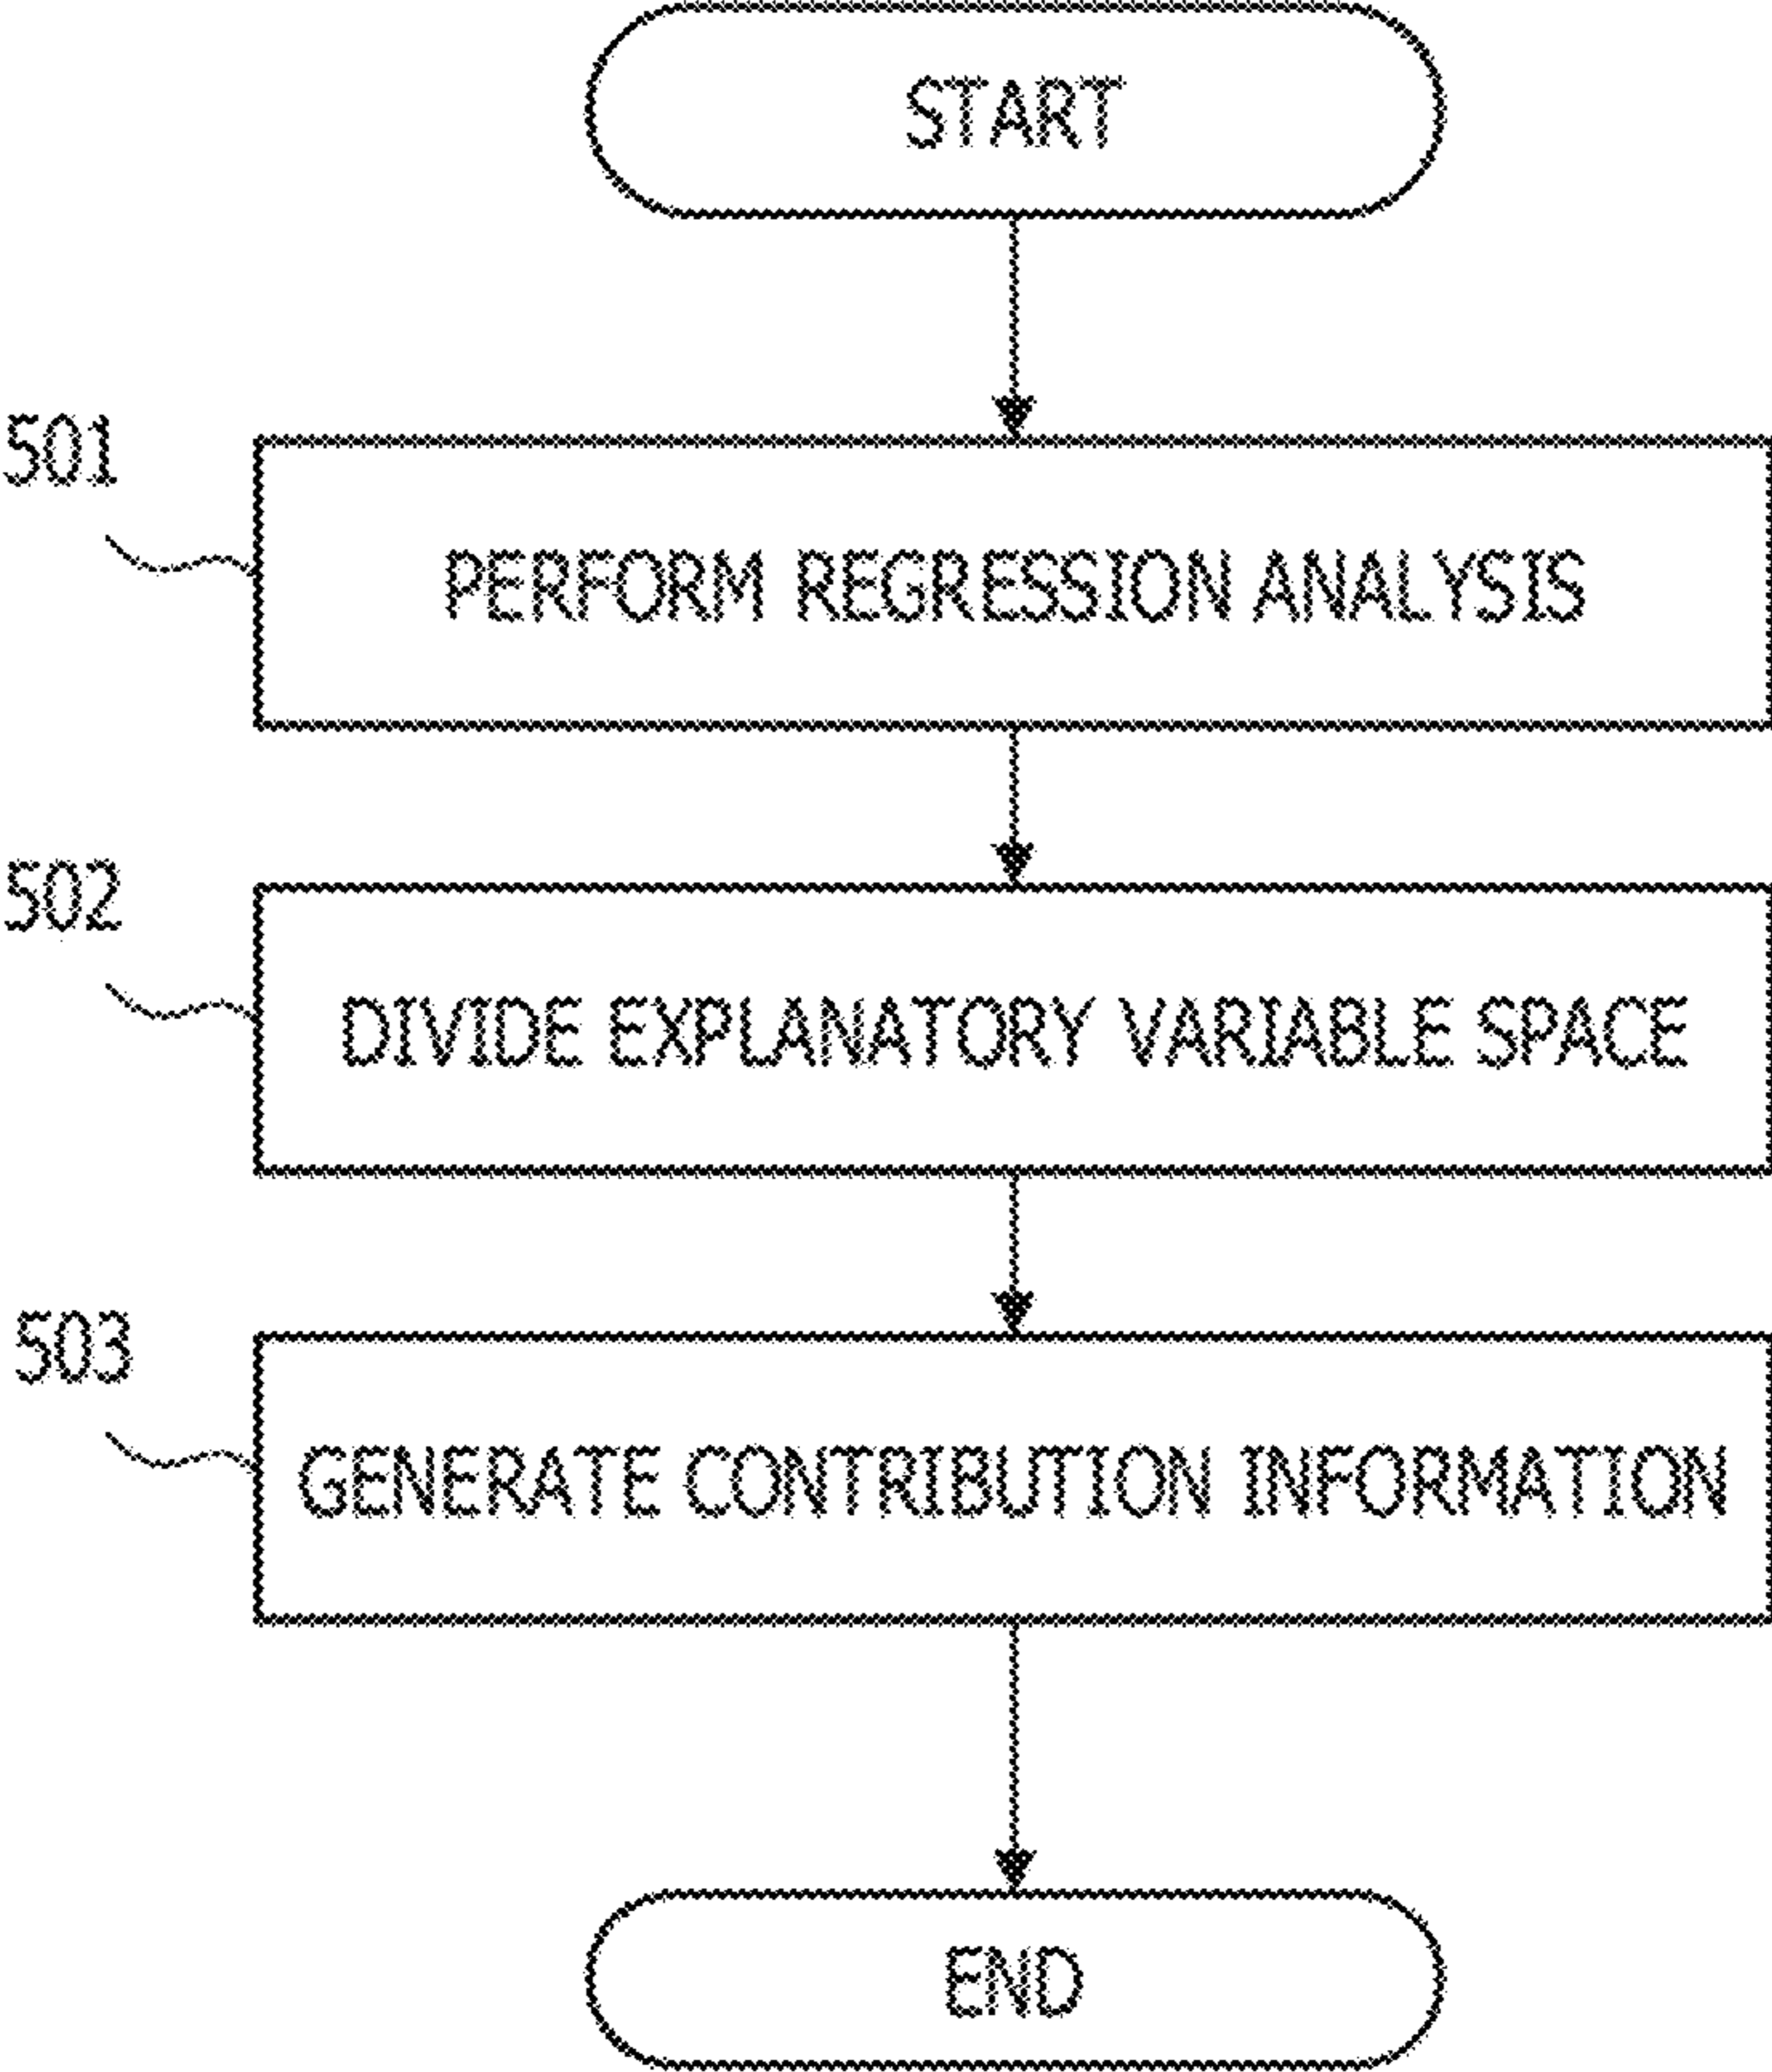 START
501
PERFORM REGRESSION ANALYSIS
502
DIVIDE EXPLANATORY VARIABLE SPACE
503
GENERATE CONTRIBUTION INFORMATION
END